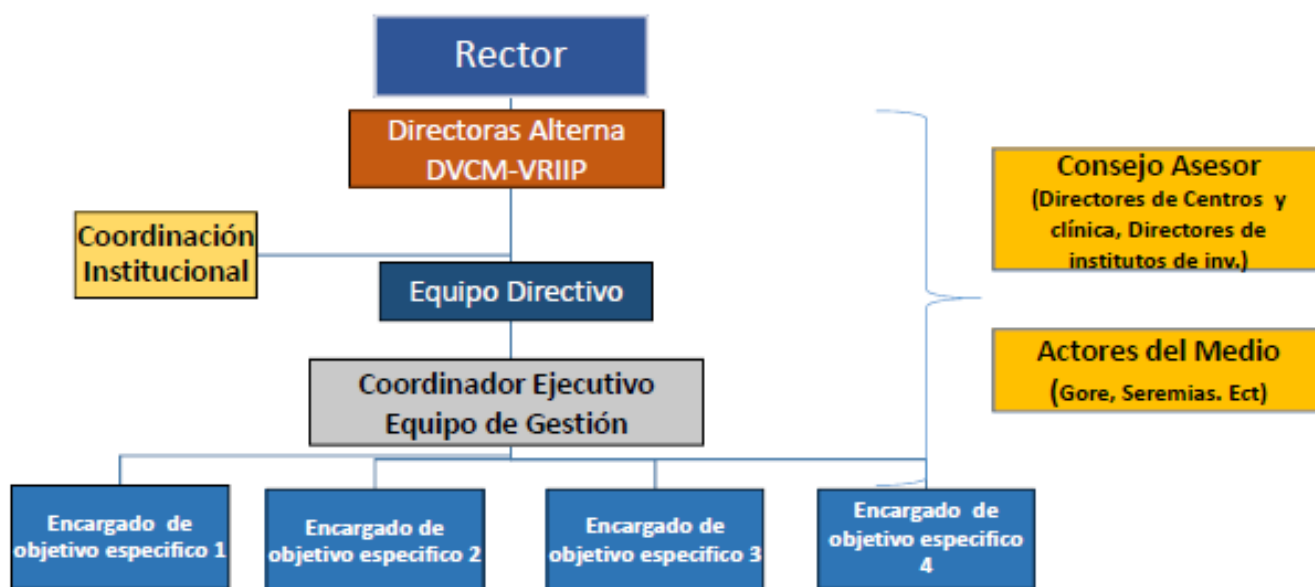 Rector
Directoras Alterna
DVCM-VRIIP
Coordinación
Institucional
Equipo Directivo
Coordinador Ejecutivo
Equipo de Gestión
Encargado de
objetivo especifico 1
Encargado de
objetivo especifico 2
Encargado de
objetivo especifico 3
Encargado de
objetivo especifico
4
Consejo Asesor
(Directores de Centros y
clínica, Directores de
institutos de inv.)
Actores del Medio
(Gore, Seremias. Ect)